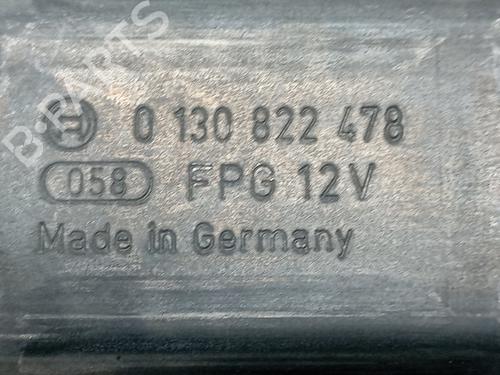 B-PARTS
0 130 822 478
058 FPG 12V
Made in Germany